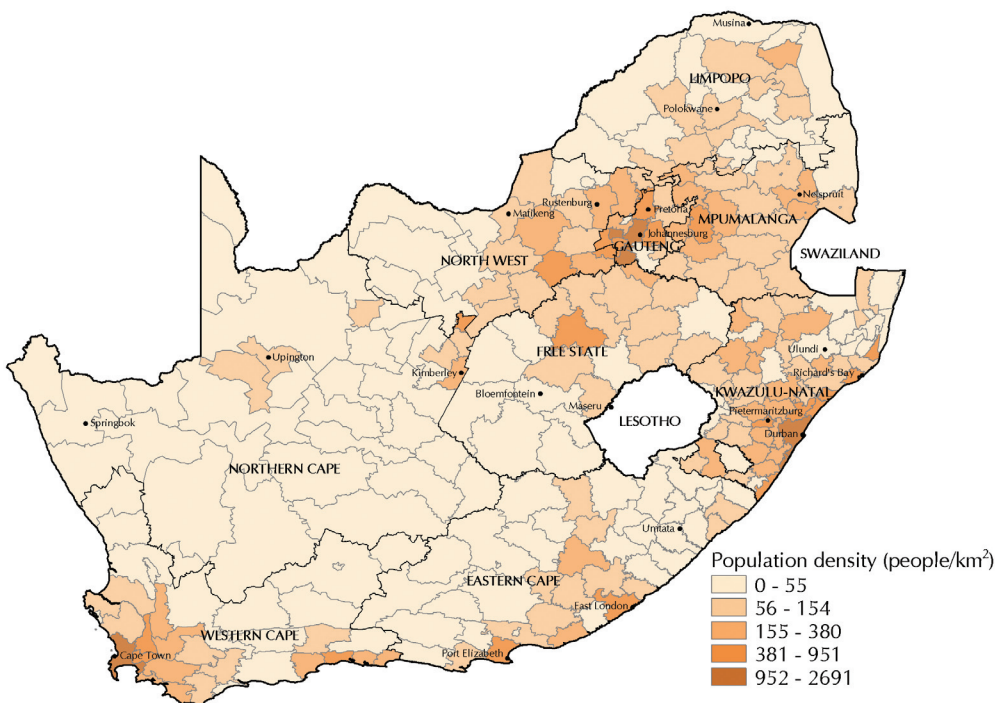 Musina
LIMPOPO
Polokwane
Nelspruit
Rustenburg
Pretoria
Mafikeng
MPUMALANGA
Johannesburg
GAUTENG
NORTH WEST
SWAZILAND
Ulundi
FREE STATE
Upington
Richard's Bay
Kimberley
KWAZULU-NATAL
Bloemfontein
Maseru
Pietermaritzburg
LESOTHO
Springbok
Durban
NORTHERN CAPE
Umtata
Population density (people/km²)
0 - 55
EASTERN CAPE
56 - 154
East London
155 - 380
WESTERN CAPE
Port Elizabeth
Cape Town
381 - 951
952 - 2691